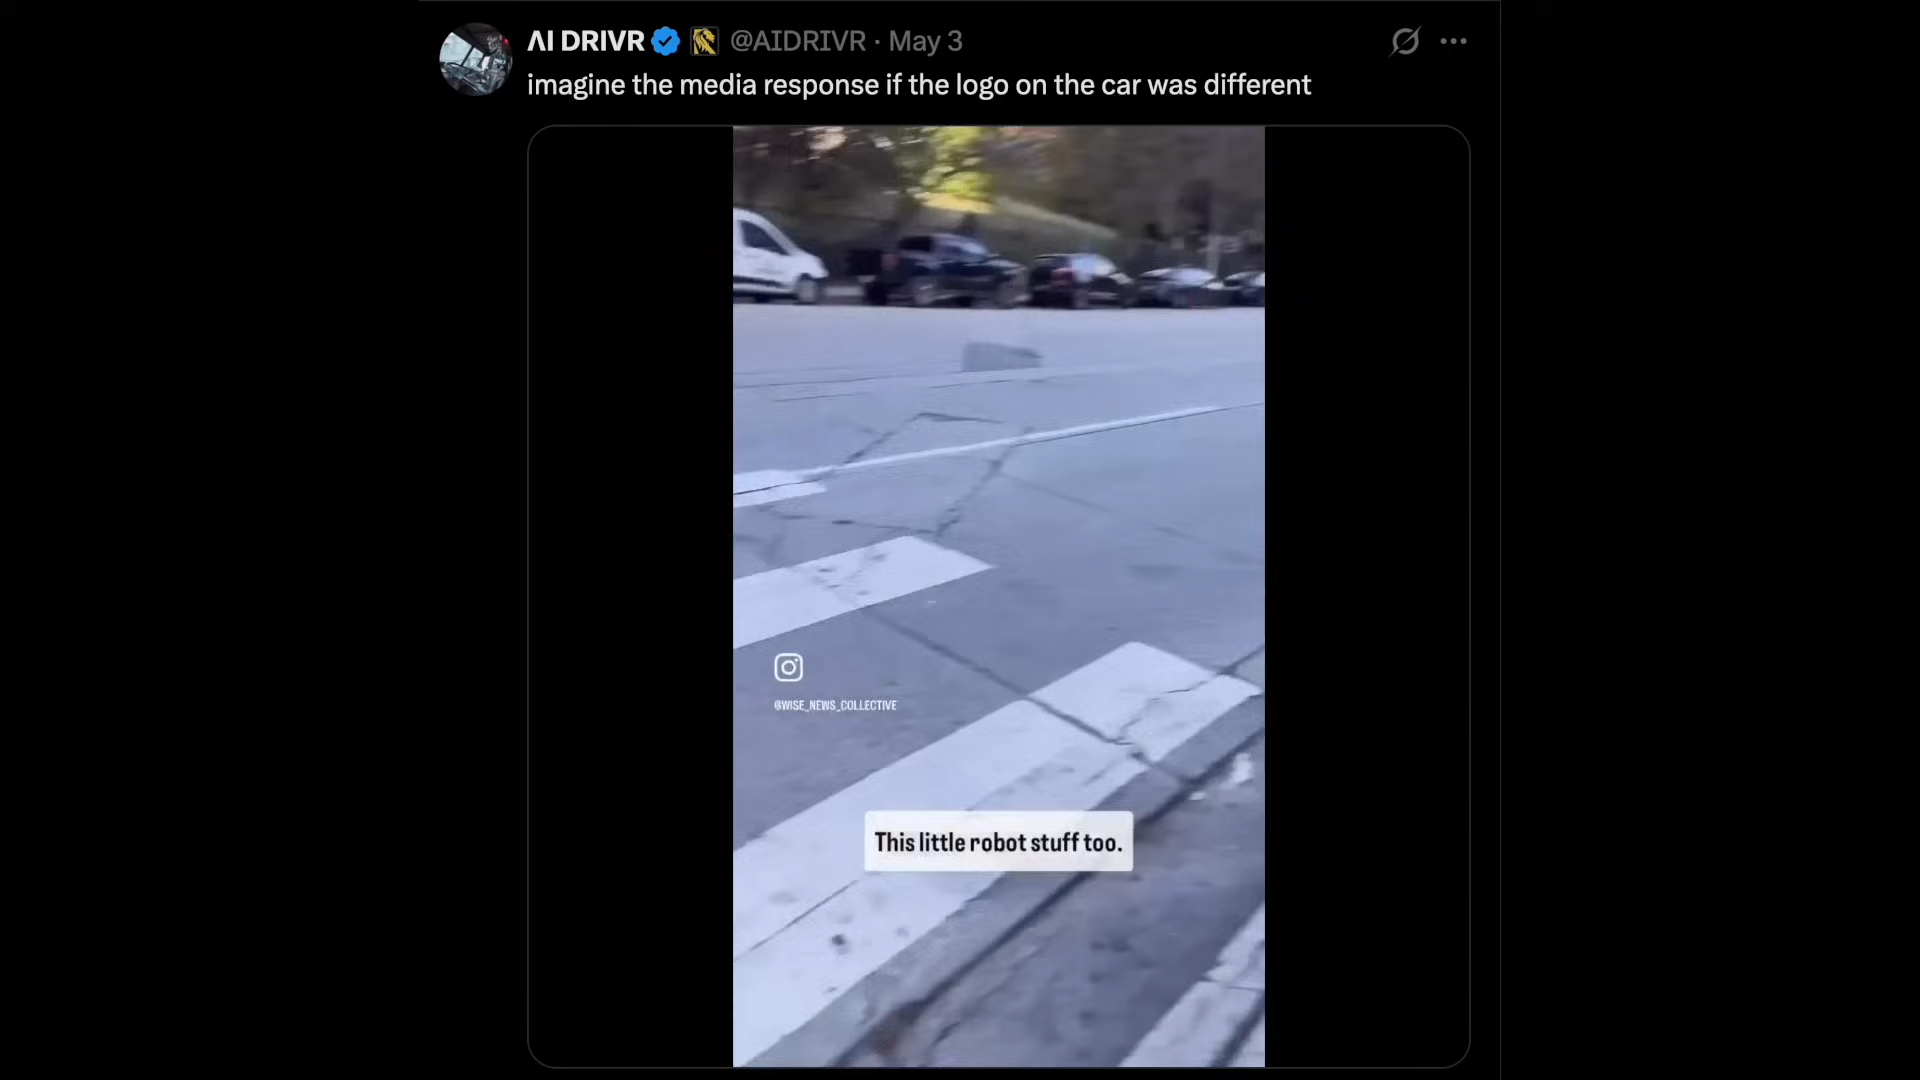 AI DRIVR @AIDRIVR · May 3
imagine the media response if the logo on the car was different
@WISE_NEWS_COLLECTIVE
This little robot stuff too.